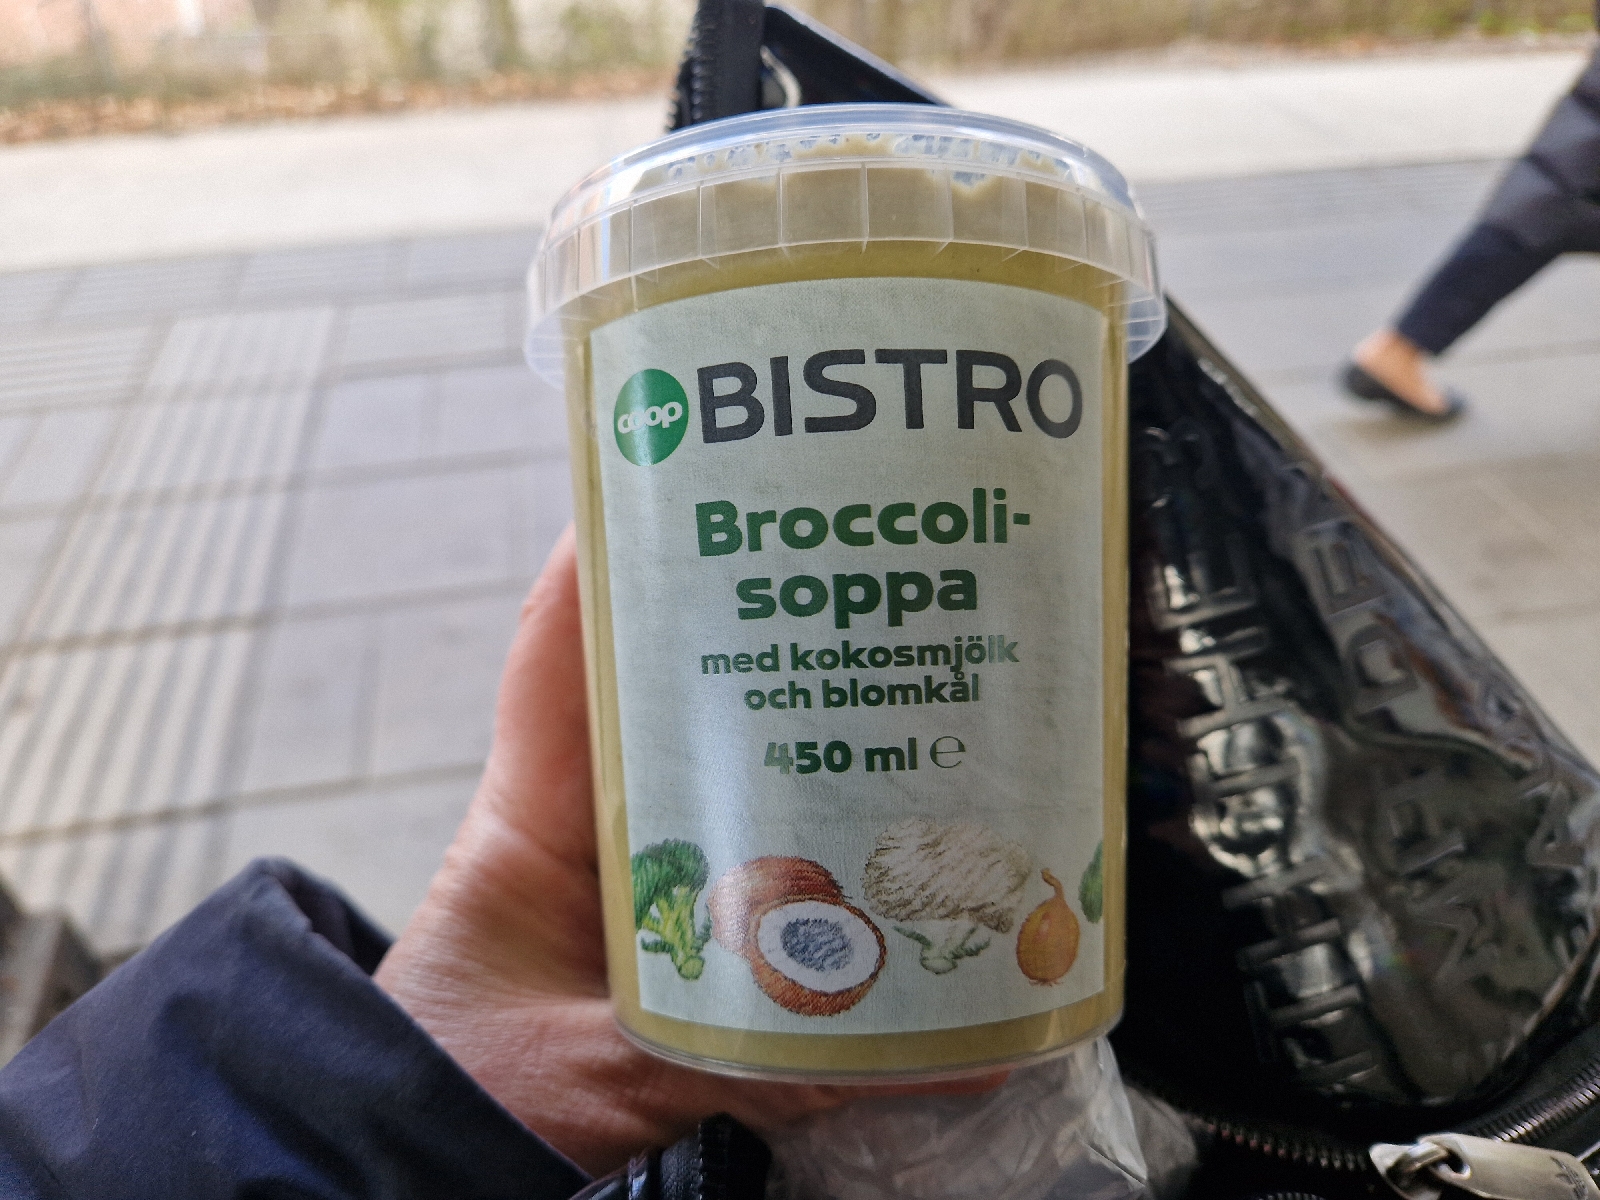 coop BISTRO
Broccoli-
soppa
med kokosmjölk
och blomkål
450 ml ℮